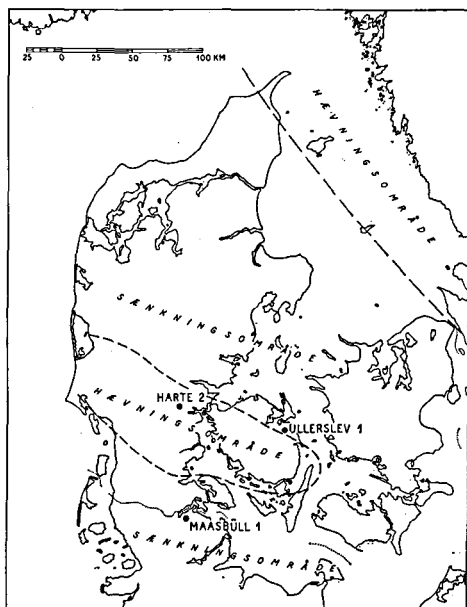 25 0 25 50 75 100 KM
HÆVNINGSOMRÅDE
SÆNKNINGSOMRÅDE
HARTE 2
HÆVNINGSOMRÅDE
ULLERSLEV 1
MAASBÜLL 1
SÆNKNINGSOMRÅDE